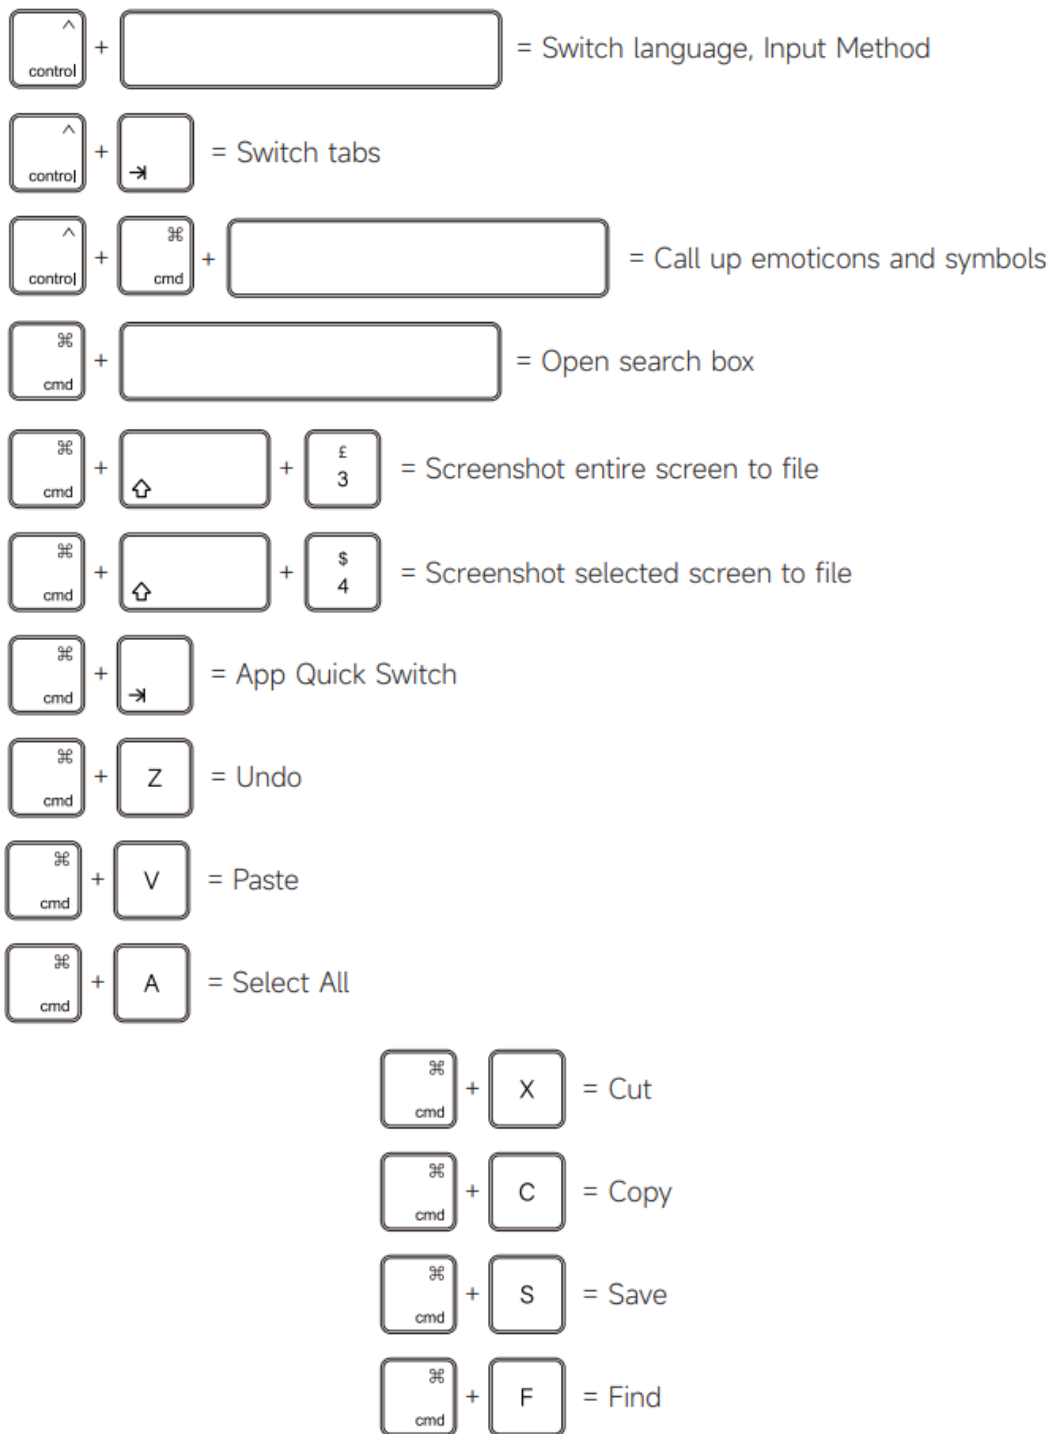 ^ control + = Switch language, Input Method
^ control + ⇥ = Switch tabs
^ control + ⌘ cmd + = Call up emoticons and symbols
⌘ cmd + = Open search box
⌘ cmd + ⇧ + £ 3 = Screenshot entire screen to file
⌘ cmd + ⇧ + $ 4 = Screenshot selected screen to file
⌘ cmd + ⇥ = App Quick Switch
⌘ cmd + Z = Undo
⌘ cmd + V = Paste
⌘ cmd + A = Select All
⌘ cmd + X = Cut
⌘ cmd + C = Copy
⌘ cmd + S = Save
⌘ cmd + F = Find